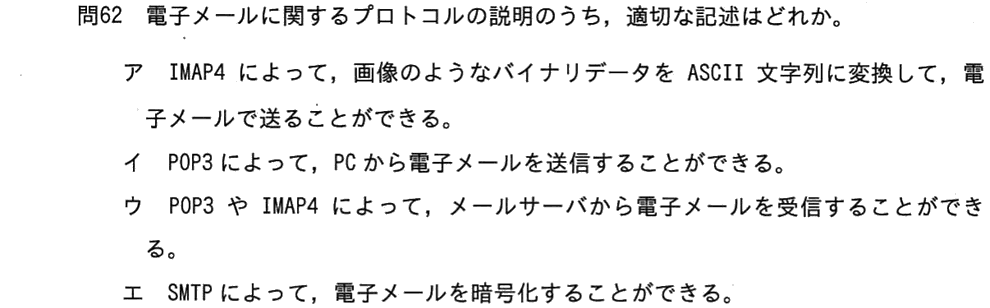 問62 電子メールに関するプロトコルの説明のうち，適切な記述はどれか。
ア IMAP4 によって，画像のようなバイナリデータを ASCII 文字列に変換して，電
子メールで送ることができる。
イ POP3 によって，PC から電子メールを送信することができる。
ウ POP3 や IMAP4 によって，メールサーバから電子メールを受信することができ
る。
エ SMTP によって，電子メールを暗号化することができる。